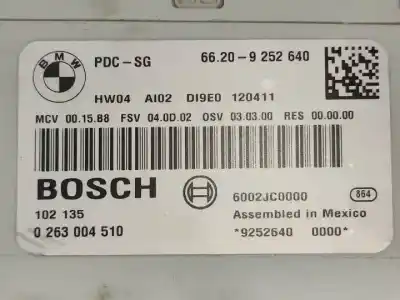 BMW PDC-SG 66.20-9 252 640
HW04 AI02 DI9E0 120411
MCV 00.15.B8 FSV 04.0D.02 OSV 03.03.00 RES 00.00.00
BOSCH
6002JC0000 864
102 135 Assembled in Mexico
0 263 004 510 *9252640 0000*